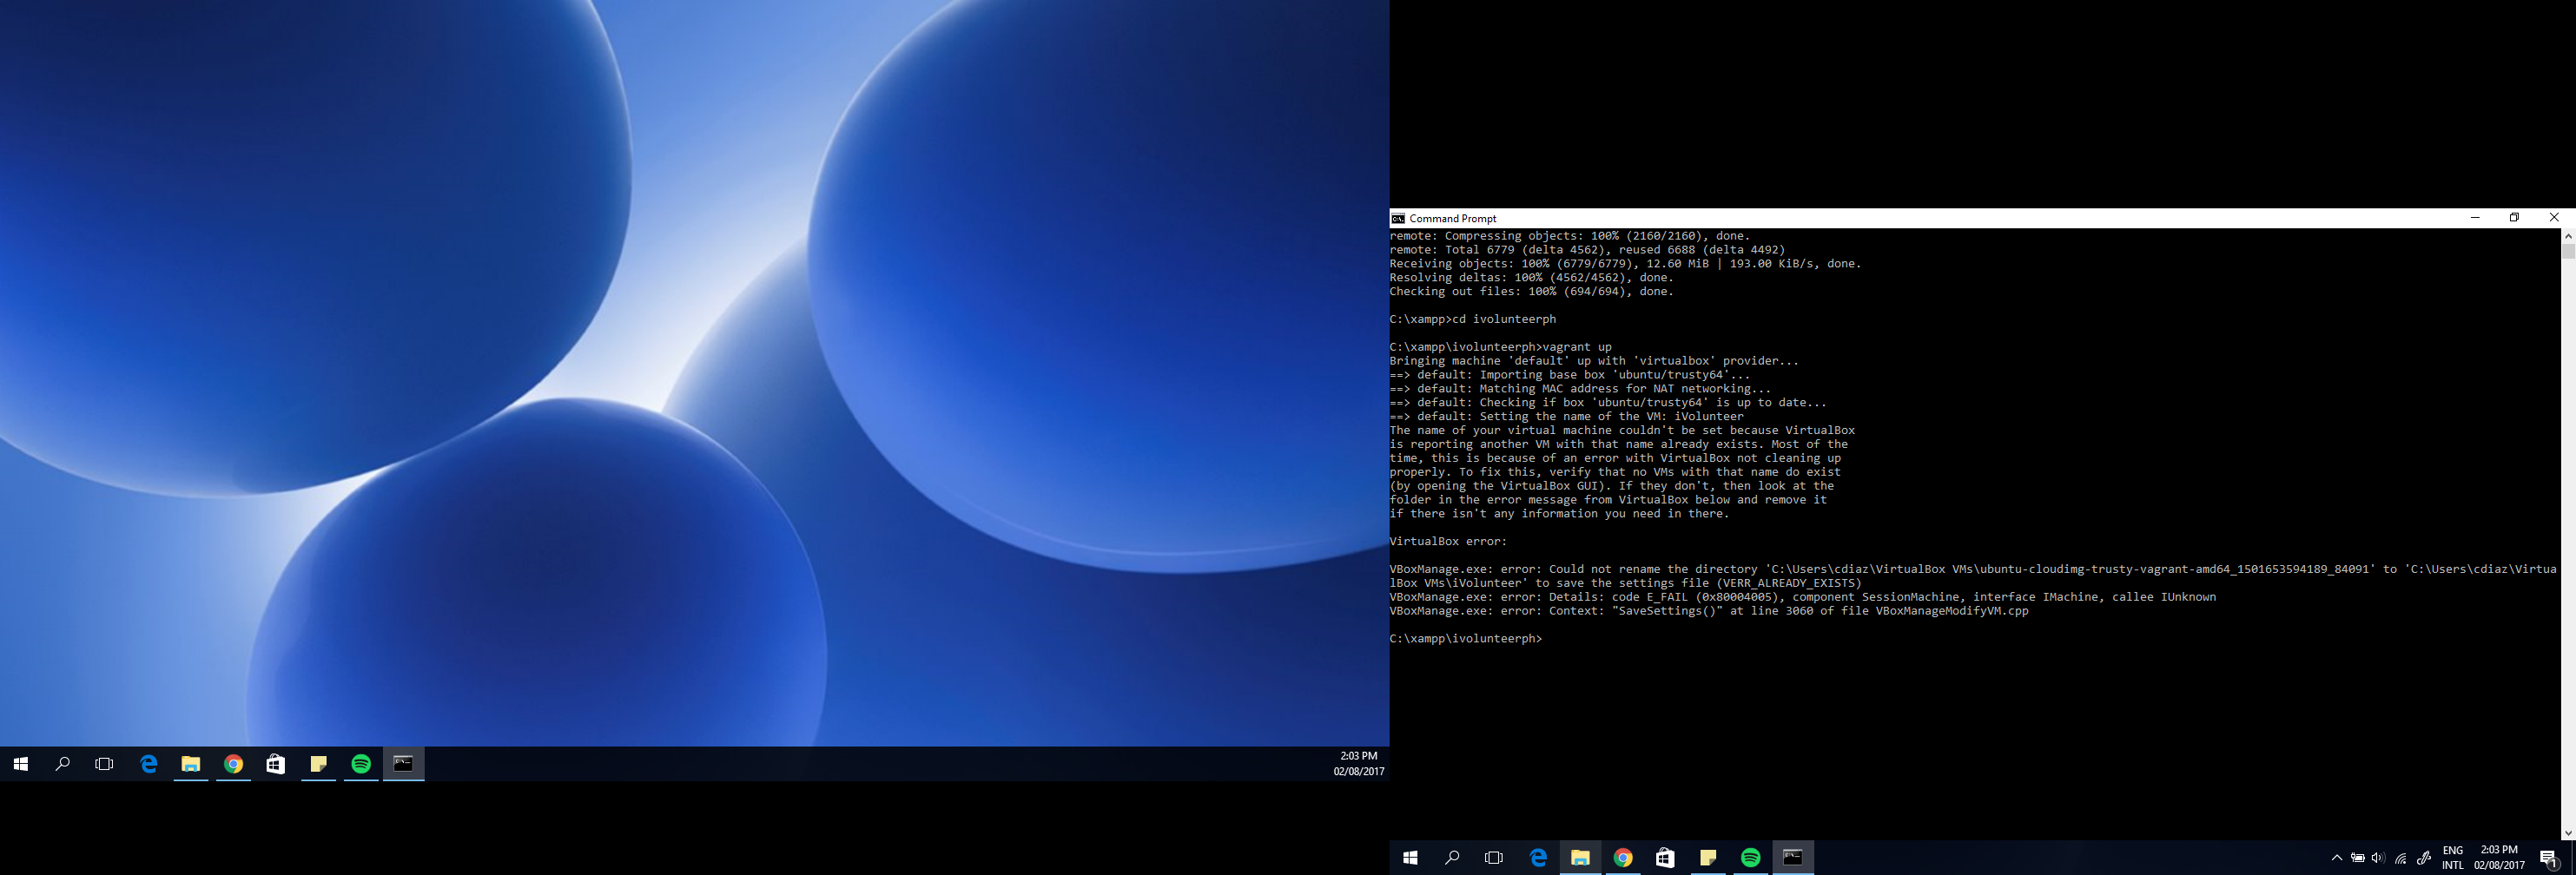 2:03 PM
02/08/2017
Command Prompt
remote: Compressing objects: 100% (2160/2160), done.
remote: Total 6779 (delta 4562), reused 6688 (delta 4492)
Receiving objects: 100% (6779/6779), 12.60 MiB | 193.00 KiB/s, done.
Resolving deltas: 100% (4562/4562), done.
Checking out files: 100% (694/694), done.
C:\xampp>cd ivolunteerph
C:\xampp\ivolunteerph>vagrant up
Bringing machine 'default' up with 'virtualbox' provider...
==> default: Importing base box 'ubuntu/trusty64'...
==> default: Matching MAC address for NAT networking...
==> default: Checking if box 'ubuntu/trusty64' is up to date...
==> default: Setting the name of the VM: iVolunteer
The name of your virtual machine couldn't be set because VirtualBox
is reporting another VM with that name already exists. Most of the
time, this is because of an error with VirtualBox not cleaning up
properly. To fix this, verify that no VMs with that name do exist
(by opening the VirtualBox GUI). If they don't, then look at the
folder in the error message from VirtualBox below and remove it
if there isn't any information you need in there.
VirtualBox error:
VBoxManage.exe: error: Could not rename the directory 'C:\Users\cdiaz\VirtualBox VMs\ubuntu-cloudimg-trusty-vagrant-amd64_1501653594189_84091' to 'C:\Users\cdiaz\Virtua
lBox VMs\iVolunteer' to save the settings file (VERR_ALREADY_EXISTS)
VBoxManage.exe: error: Details: code E_FAIL (0x80004005), component SessionMachine, interface IMachine, callee IUnknown
VBoxManage.exe: error: Context: "SaveSettings()" at line 3060 of file VBoxManageModifyVM.cpp
C:\xampp\ivolunteerph>
ENG
INTL
2:03 PM
02/08/2017
1